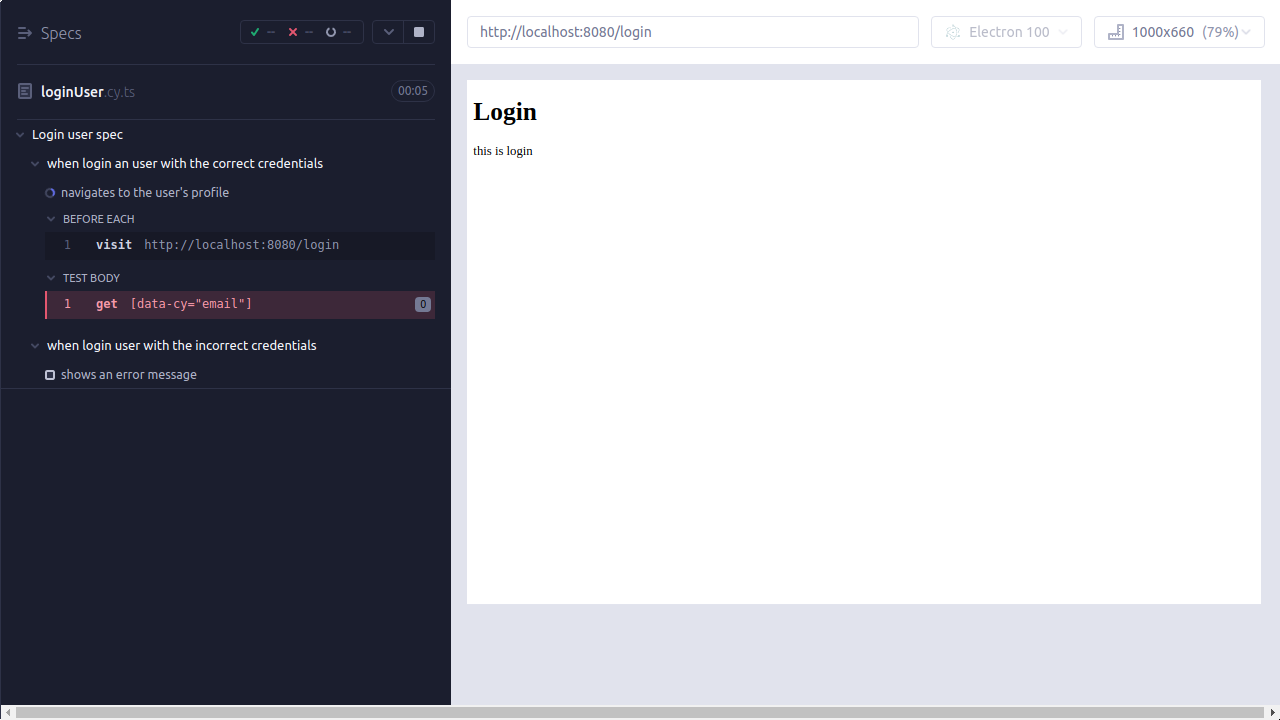 Specs
-- -- --
loginUser.cy.ts
00:05
Login user spec
when login an user with the correct credentials
navigates to the user's profile
BEFORE EACH
1 visit http://localhost:8080/login
TEST BODY
1 get [data-cy="email"] 0
when login user with the incorrect credentials
shows an error message
http://localhost:8080/login
Electron 100
1000x660 (79%)
Login
this is login